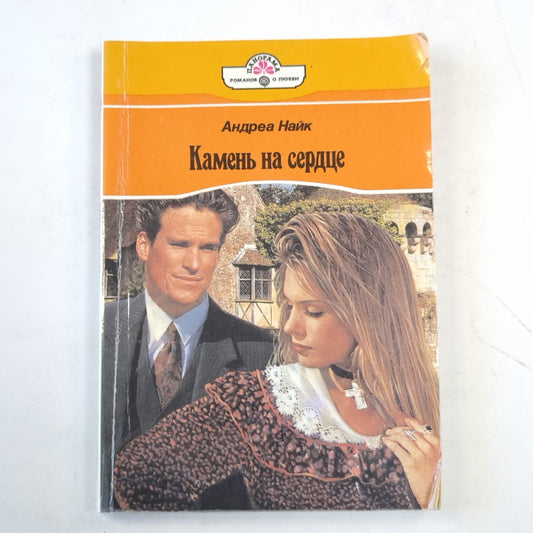 ПАНОРАМА
РОМАНОВ О ЛЮБВИ
Андреа Найк
Камень на сердце